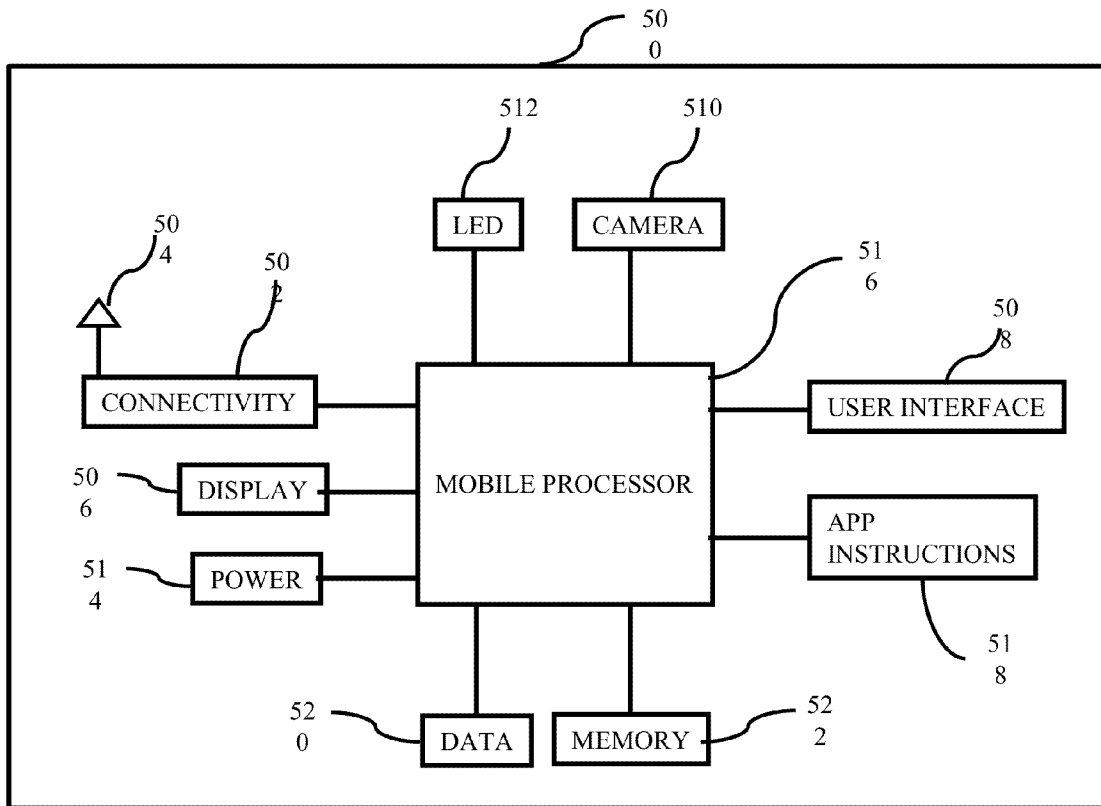 50
0
512
510
LED
CAMERA
50
4
50
2
51
6
50
8
CONNECTIVITY
USER INTERFACE
50
6
DISPLAY
MOBILE PROCESSOR
APP
INSTRUCTIONS
51
4
POWER
51
8
52
0
DATA
MEMORY
52
2